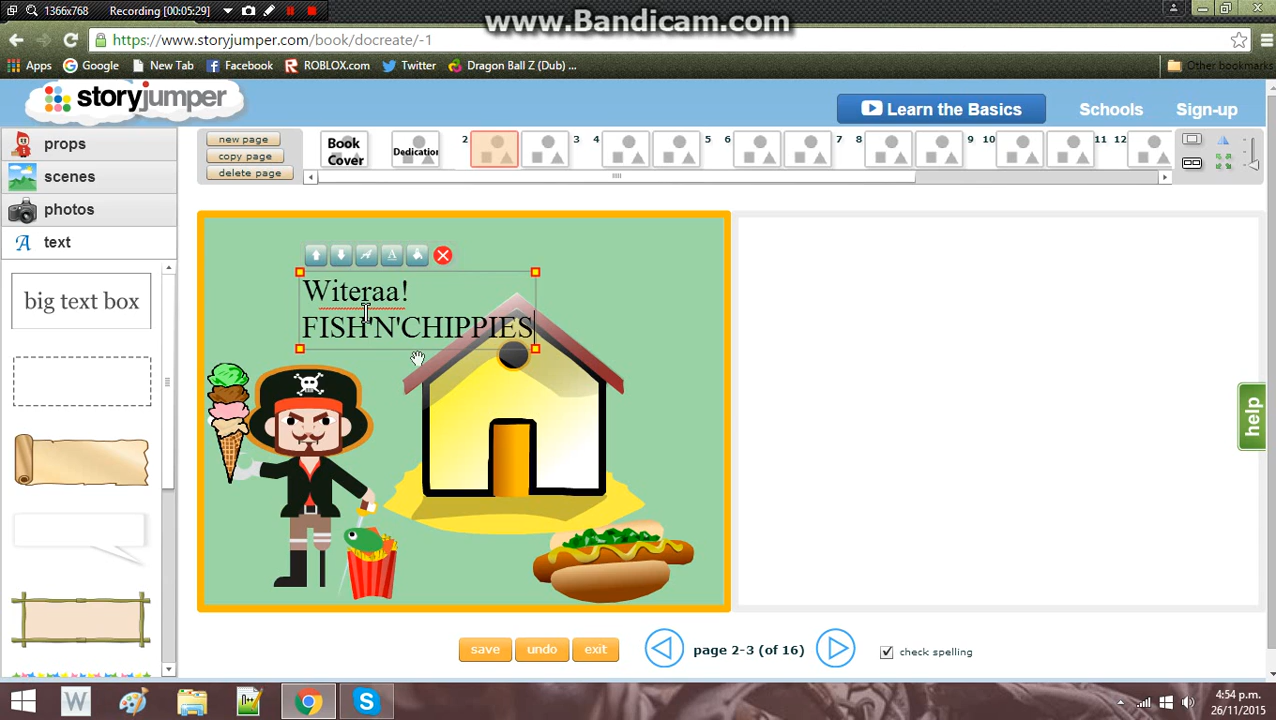 1366x768 Recording [00:05:29]
www.Bandicam.com
https://www.storyjumper.com/book/docreate/-1
Apps Google New Tab Facebook ROBLOX.com Twitter Dragon Ball Z (Dub) ... Other bookmarks
storyjumper Learn the Basics Schools Sign-up
props
scenes
photos
text
big text box
new page
copy page
delete page
Book Cover
Dedication
2 3 4 5 6 7 8 9 10 11 12
Witeraa!
FISH'N'CHIPPIES
help
save undo exit page 2-3 (of 16) check spelling
W
S
4:54 p.m.
26/11/2015